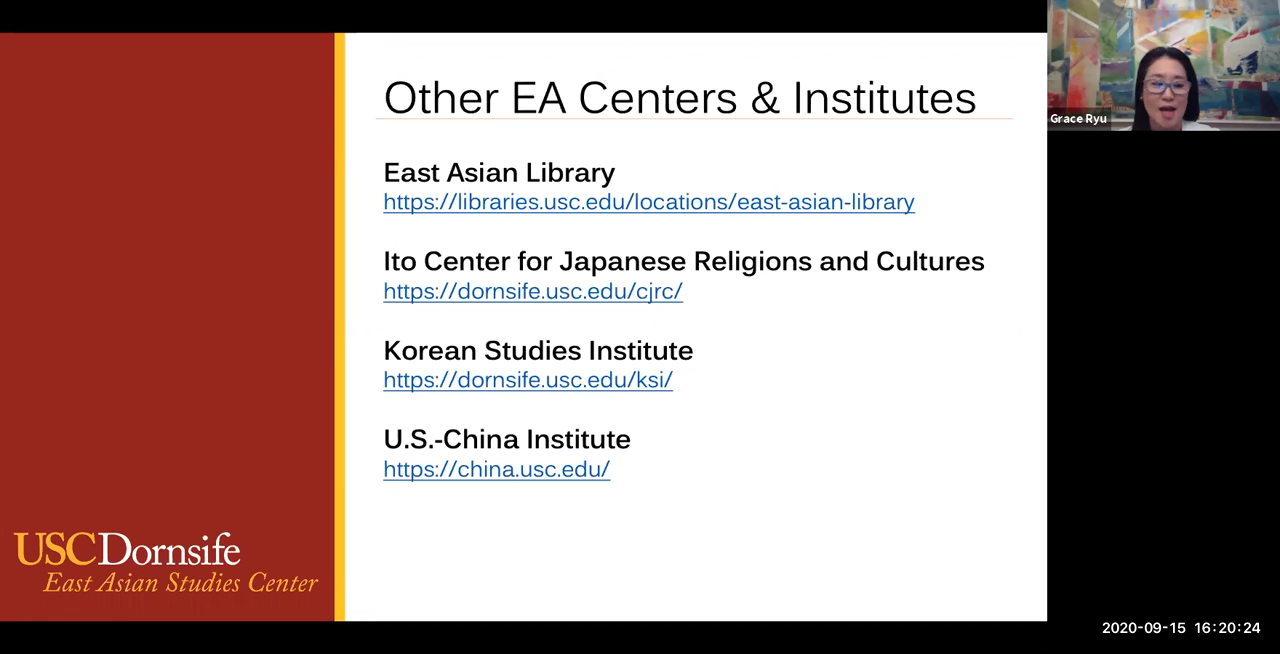 Other EA Centers & Institutes
East Asian Library
https://libraries.usc.edu/locations/east-asian-library
Ito Center for Japanese Religions and Cultures
https://dornsife.usc.edu/cjrc/
Korean Studies Institute
https://dornsife.usc.edu/ksi/
U.S.-China Institute
https://china.usc.edu/
USCDornsife
East Asian Studies Center
Grace Ryu
2020-09-15 16:20:24